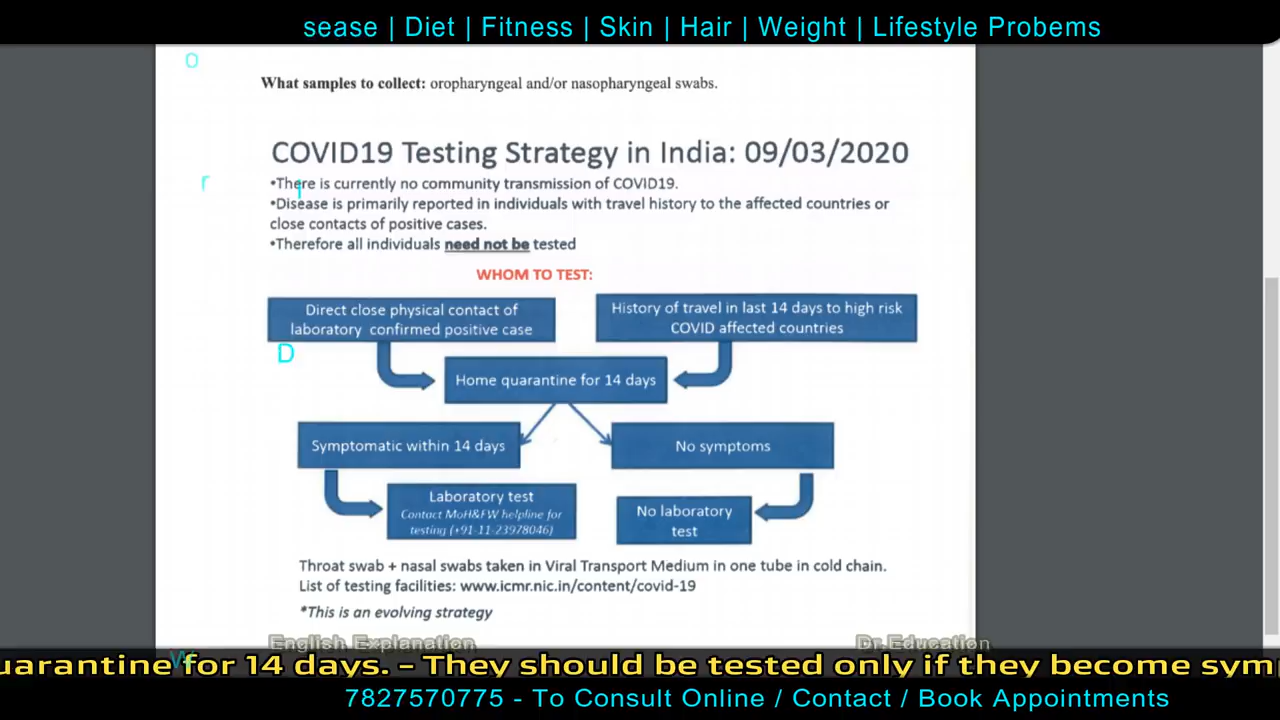 sease | Diet | Fitness | Skin | Hair | Weight | Lifestyle Probems
o
What samples to collect: oropharyngeal and/or nasopharyngeal swabs.
COVID19 Testing Strategy in India: 09/03/2020
•There is currently no community transmission of COVID19.
r
•Disease is primarily reported in individuals with travel history to the affected countries or
close contacts of positive cases.
•Therefore all individuals need not be tested
WHOM TO TEST:
Direct close physical contact of
laboratory confirmed positive case
History of travel in last 14 days to high risk
COVID affected countries
D
Home quarantine for 14 days
Symptomatic within 14 days
No symptoms
Laboratory test
Contact MoH&FW helpline for
testing (+91-11-23978046)
No laboratory
test
Throat swab + nasal swabs taken in Viral Transport Medium in one tube in cold chain.
List of testing facilities: www.icmr.nic.in/content/covid-19
*This is an evolving strategy
English Explanation
Dr.Education
uarantine for 14 days. – They should be tested only if they become symp
7827570775 - To Consult Online / Contact / Book Appointments